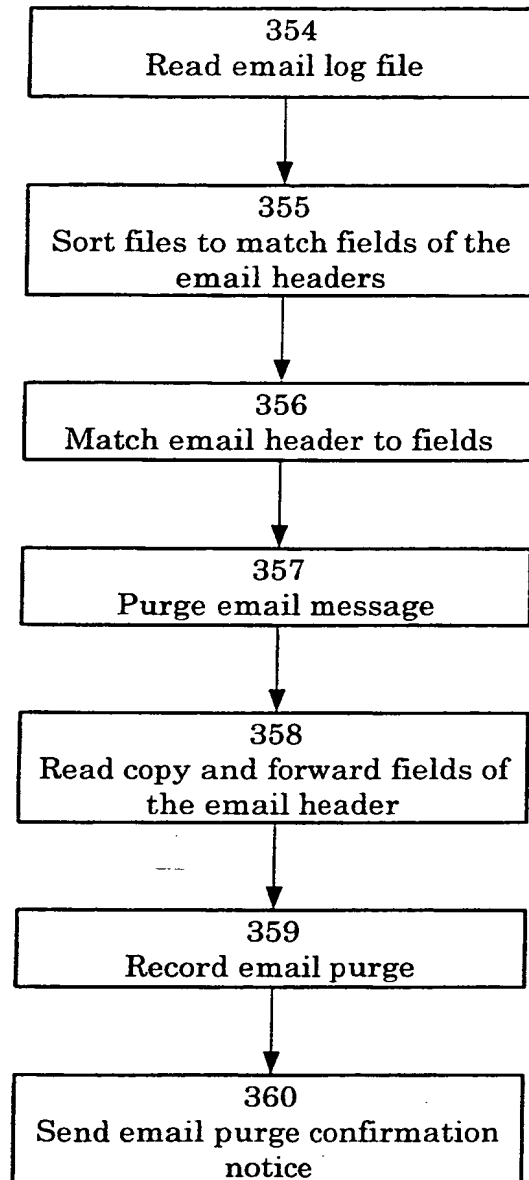 354
Read email log file
355
Sort files to match fields of the
email headers
356
Match email header to fields
357
Purge email message
358
Read copy and forward fields of
the email header
359
Record email purge
360
Send email purge confirmation
notice